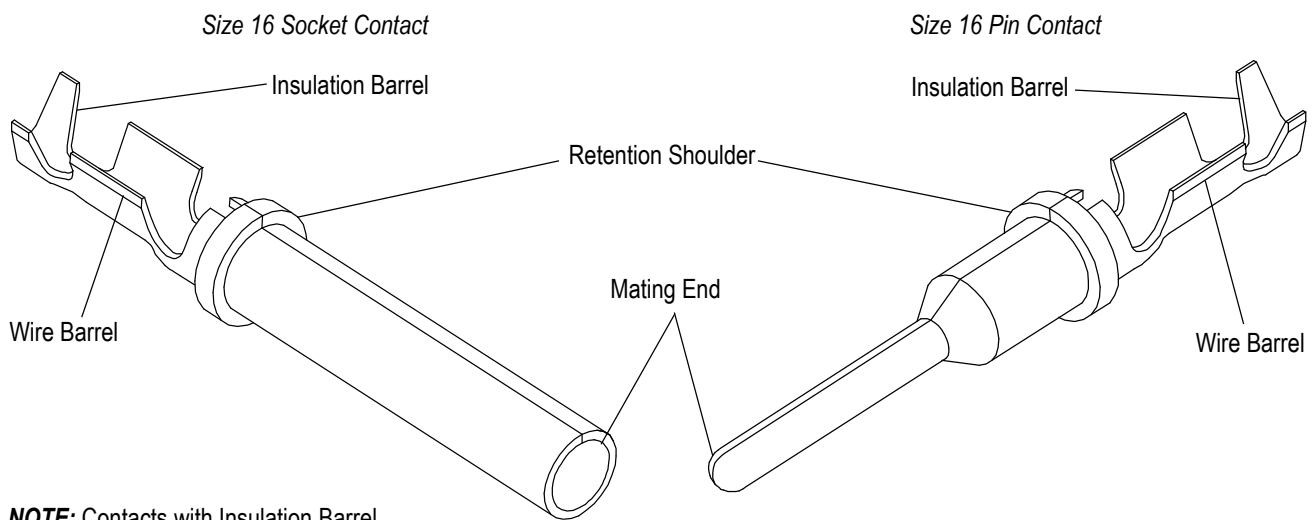 Size 16 Socket Contact
Size 16 Pin Contact
Insulation Barrel
Insulation Barrel
Retention Shoulder
Mating End
Wire Barrel
Wire Barrel
NOTE: Contacts with Insulation Barrel